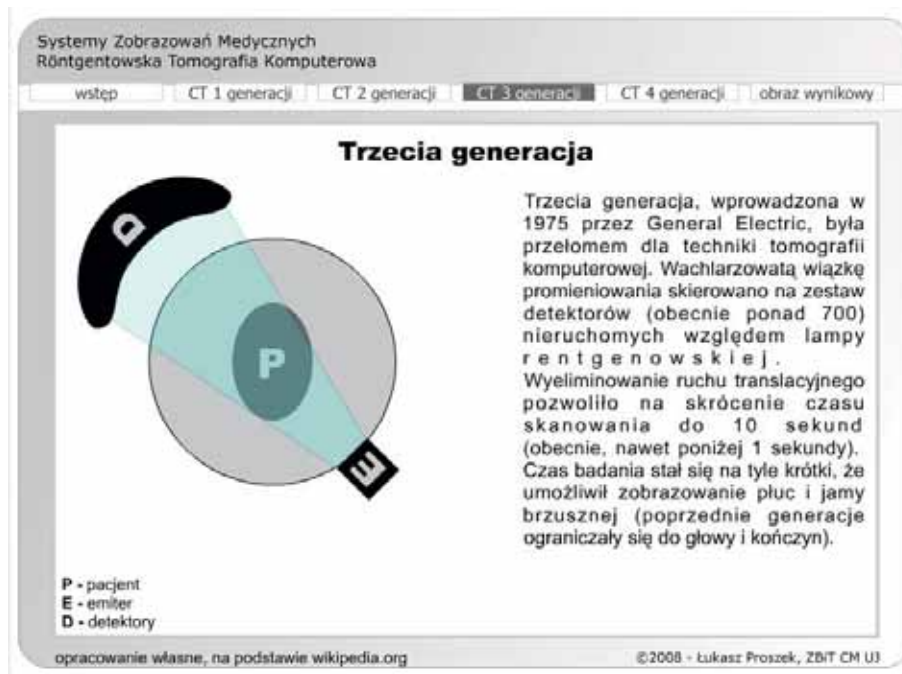 Systemy Zobrazowań Medycznych
Röntgentowska Tomografia Komputerowa
wstęp CT 1 generacji CT 2 generacji CT 3 generacji CT 4 generacji obraz wynikowy
Trzecia generacja
D
P
E
Trzecia generacja, wprowadzona w
1975 przez General Electric, była
przełomem dla techniki tomografii
komputerowej. Wachlarzowatą wiązkę
promieniowania skierowano na zestaw
detektorów (obecnie ponad 700)
nieruchomych względem lampy
rentgenowskiej.
Wyeliminowanie ruchu translacyjnego
pozwoliło na skrócenie czasu
skanowania do 10 sekund
(obecnie, nawet poniżej 1 sekundy).
Czas badania stał się na tyle krótki, że
umożliwił zobrazowanie płuc i jamy
brzusznej (poprzednie generacje
ograniczały się do głowy i kończyn).
P - pacjent
E - emiter
D - detektory
opracowanie własne, na podstawie wikipedia.org
©2008 - Łukasz Proszek, ZBiT CM UJ